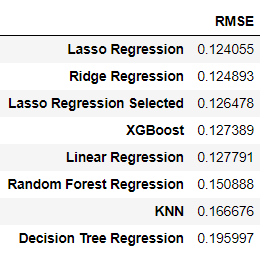 RMSE
Lasso Regression 0.124055
Ridge Regression 0.124893
Lasso Regression Selected 0.126478
XGBoost 0.127389
Linear Regression 0.127791
Random Forest Regression 0.150888
KNN 0.166676
Decision Tree Regression 0.195997